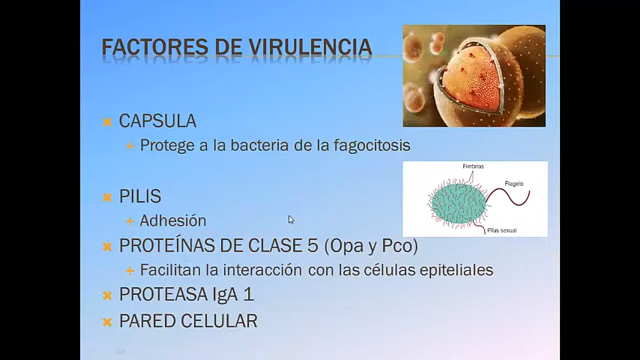 FACTORES DE VIRULENCIA
CAPSULA
Protege a la bacteria de la fagocitosis
PILIS
Adhesión
PROTEÍNAS DE CLASE 5 (Opa y Pco)
Facilitan la interacción con las células epiteliales
PROTEASA IgA 1
PARED CELULAR
Fimbrias
Flagelo
Pilas sexual